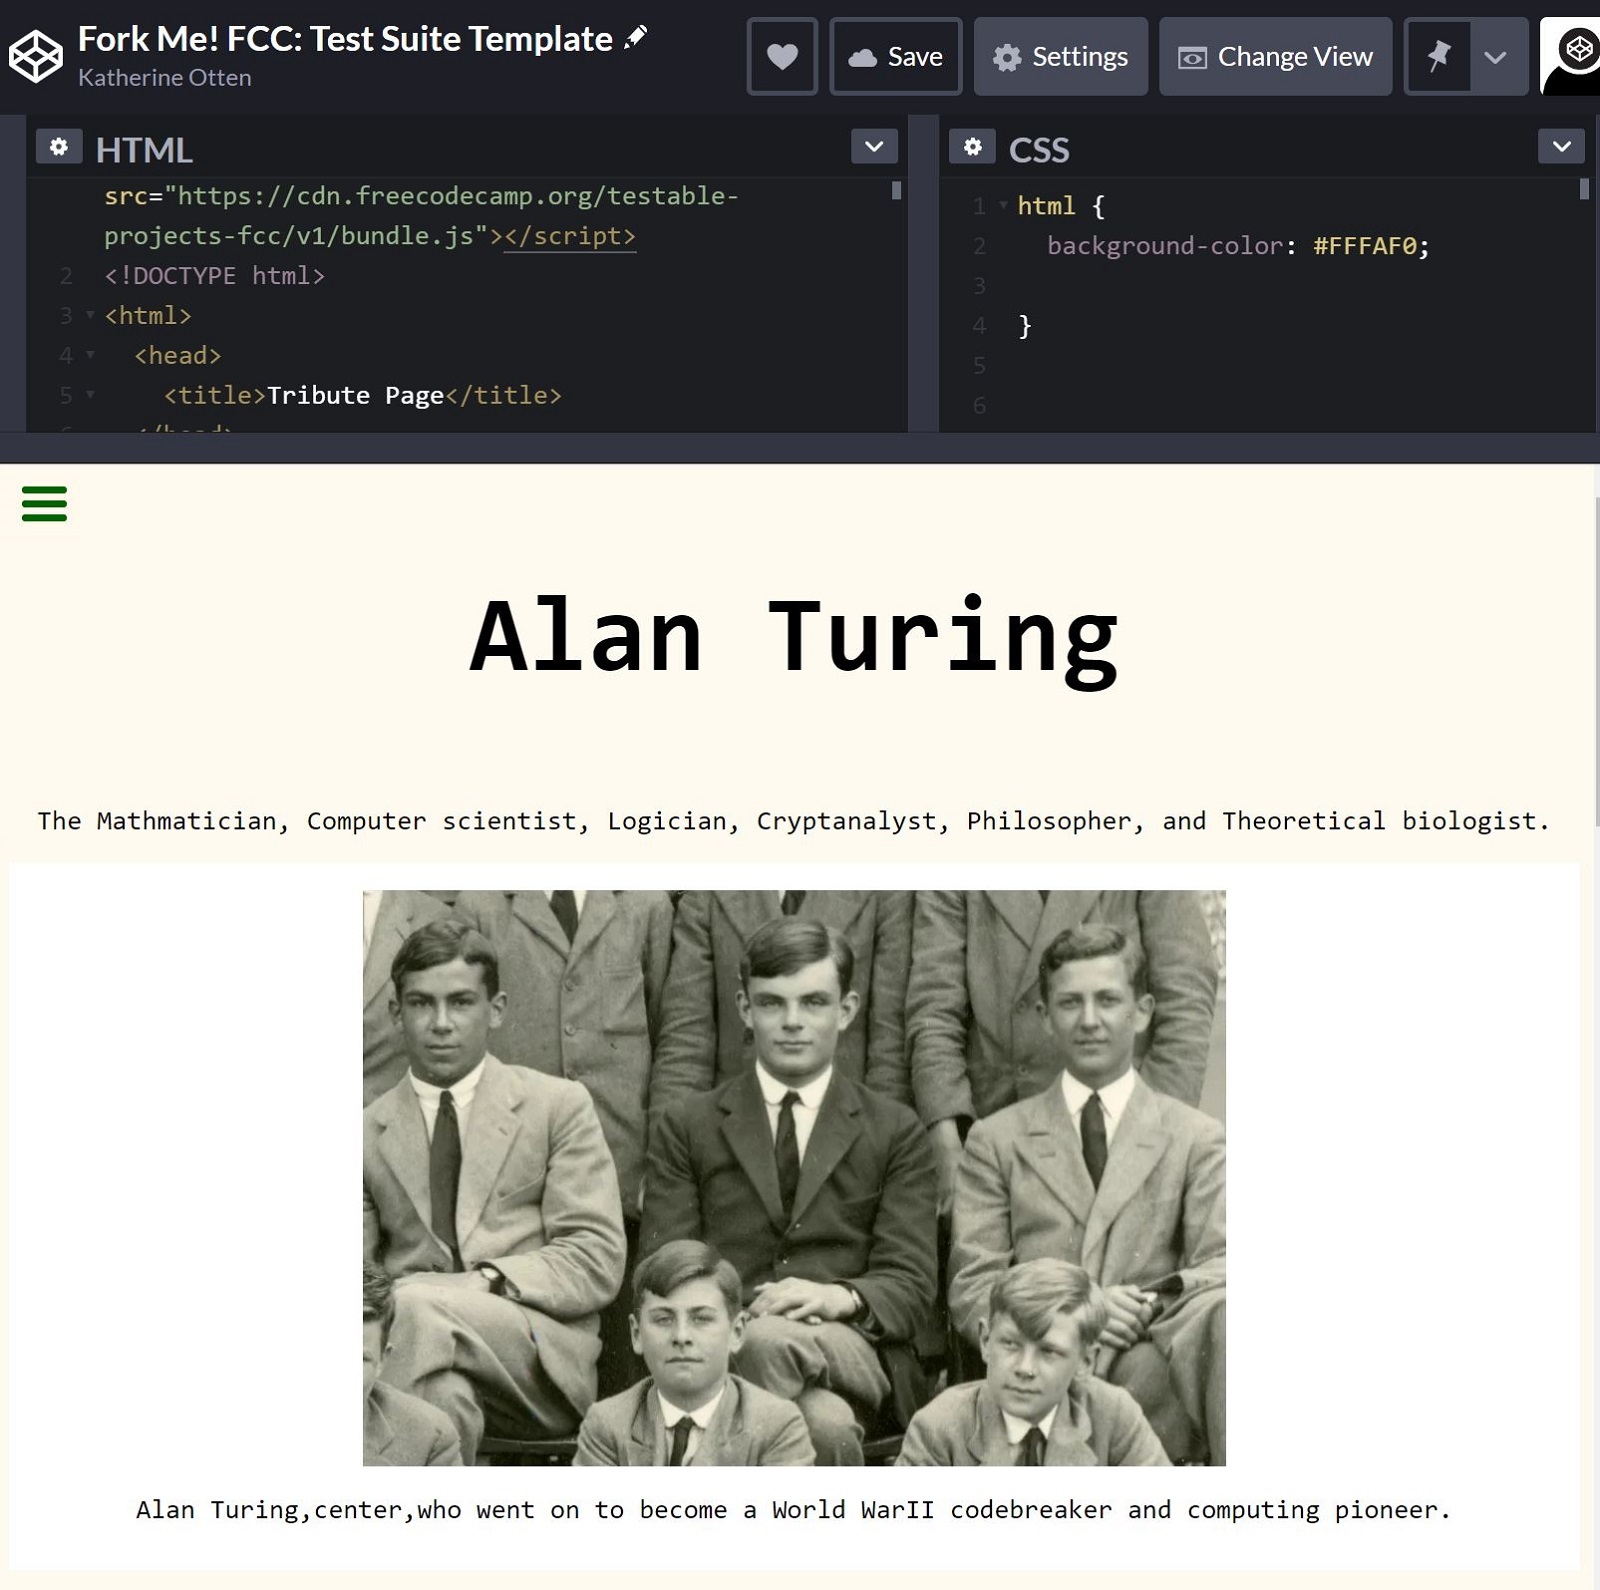 Fork Me! FCC: Test Suite Template
Katherine Otten
Save
Settings
Change View
HTML
src="https://cdn.freecodecamp.org/testable-
projects-fcc/v1/bundle.js"></script>
2 <!DOCTYPE html>
3 <html>
4 <head>
5 <title>Tribute Page</title>
6 </head>
CSS
1 html {
2 background-color: #FFFAF0;
3
4 }
5
6
Alan Turing
The Mathmatician, Computer scientist, Logician, Cryptanalyst, Philosopher, and Theoretical biologist.
Alan Turing,center,who went on to become a World WarII codebreaker and computing pioneer.